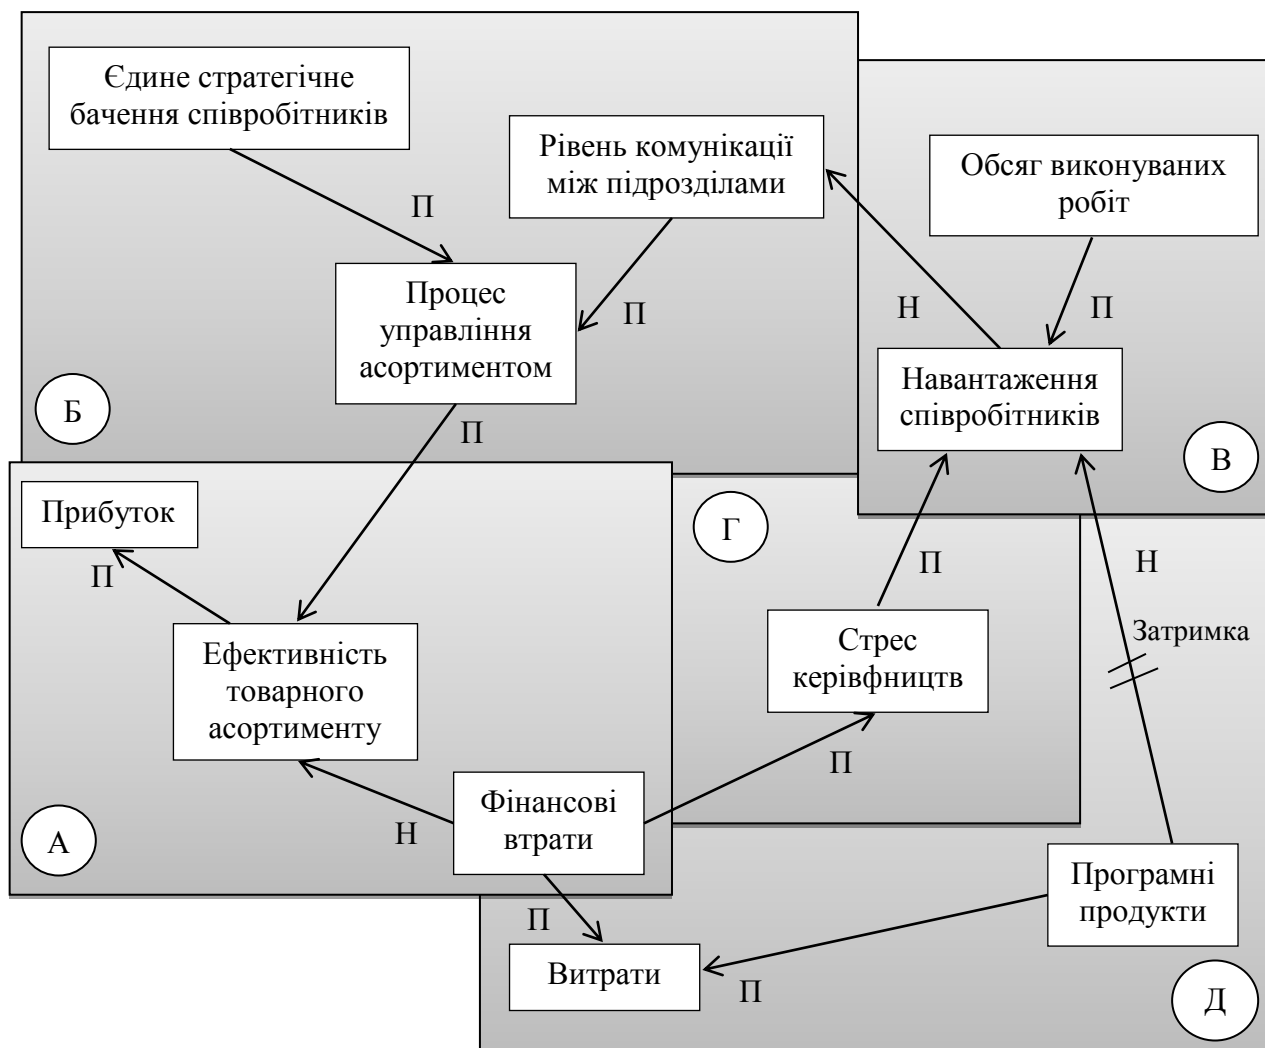 Єдине стратегічне
бачення співробітників
Рівень комунікації
між підрозділами
Обсяг виконуваних
робіт
П
Процес
управління
асортиментом
П
Н
П
Навантаження
співробітників
Б
П
В
Прибуток
Г
П
П
Н
Ефективність
товарного
асортименту
Стрес
керівфництв
Затримка
П
Фінансові
втрати
Н
А
Програмні
продукти
П
Витрати
П
Д